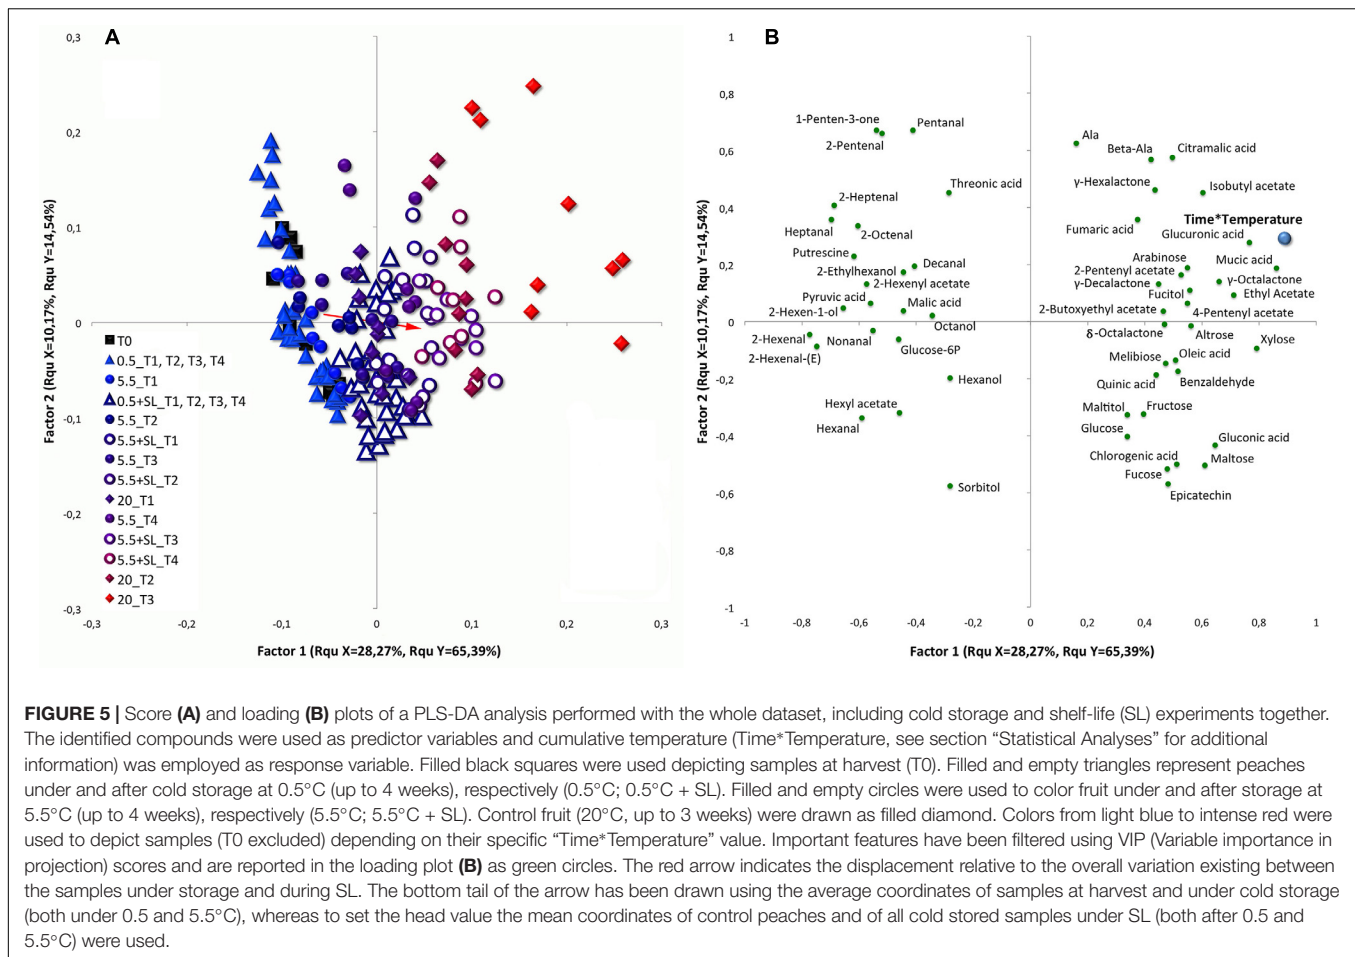 A
0,3
0,2
0,1
0
-0,1
-0,2
-0,3
-0,3
-0,2
-0,1
0
0,1
0,2
0,3
Factor 2 (Rqu X=10,17%, Rqu Y=14,54%)
Factor 1 (Rqu X=28,27%, Rqu Y=65,39%)
T0
0.5_T1, T2, T3, T4
5.5_T1
0.5+SL_T1, T2, T3, T4
5.5_T2
5.5+SL_T1
5.5_T3
5.5+SL_T2
20_T1
5.5_T4
5.5+SL_T3
5.5+SL_T4
20_T2
20_T3
B
1
0,8
0,6
0,4
0,2
0
-0,2
-0,4
-0,6
-0,8
-1
-1
-0,8
-0,6
-0,4
-0,2
0
0,2
0,4
0,6
0,8
1
Factor 2 (Rqu X=10,17%, Rqu Y=14,54%)
Factor 1 (Rqu X=28,27%, Rqu Y=65,39%)
1-Penten-3-one
Pentanal
2-Pentenal
Threonic acid
2-Heptenal
Heptanal
2-Octenal
Putrescine
Decanal
2-Ethylhexanol
2-Hexenyl acetate
Pyruvic acid
Malic acid
2-Hexen-1-ol
Octanol
2-Hexenal
Nonanal
2-Hexenal-(E)
Glucose-6P
Hexanol
Hexyl acetate
Hexanal
Sorbitol
Ala
Beta-Ala
Citramalic acid
γ-Hexalactone
Isobutyl acetate
Time*Temperature
Fumaric acid
Glucuronic acid
Arabinose
Mucic acid
2-Pentenyl acetate
γ-Octalactone
γ-Decalactone
Fucitol
Ethyl Acetate
2-Butoxyethyl acetate
4-Pentenyl acetate
δ-Octalactone
Altrose
Xylose
Melibiose
Oleic acid
Quinic acid
Benzaldehyde
Maltitol
Fructose
Glucose
Gluconic acid
Chlorogenic acid
Maltose
Fucose
Epicatechin
FIGURE 5 | Score (A) and loading (B) plots of a PLS-DA analysis performed with the whole dataset, including cold storage and shelf-life (SL) experiments together.
The identified compounds were used as predictor variables and cumulative temperature (Time*Temperature, see section “Statistical Analyses” for additional
information) was employed as response variable. Filled black squares were used depicting samples at harvest (T0). Filled and empty triangles represent peaches
under and after cold storage at 0.5°C (up to 4 weeks), respectively (0.5°C; 0.5°C + SL). Filled and empty circles were used to color fruit under and after storage at
5.5°C (up to 4 weeks), respectively (5.5°C; 5.5°C + SL). Control fruit (20°C, up to 3 weeks) were drawn as filled diamond. Colors from light blue to intense red were
used to depict samples (T0 excluded) depending on their specific “Time*Temperature” value. Important features have been filtered using VIP (Variable importance in
projection) scores and are reported in the loading plot (B) as green circles. The red arrow indicates the displacement relative to the overall variation existing between
the samples under storage and during SL. The bottom tail of the arrow has been drawn using the average coordinates of samples at harvest and under cold storage
(both under 0.5 and 5.5°C), whereas to set the head value the mean coordinates of control peaches and of all cold stored samples under SL (both after 0.5 and
5.5°C) were used.